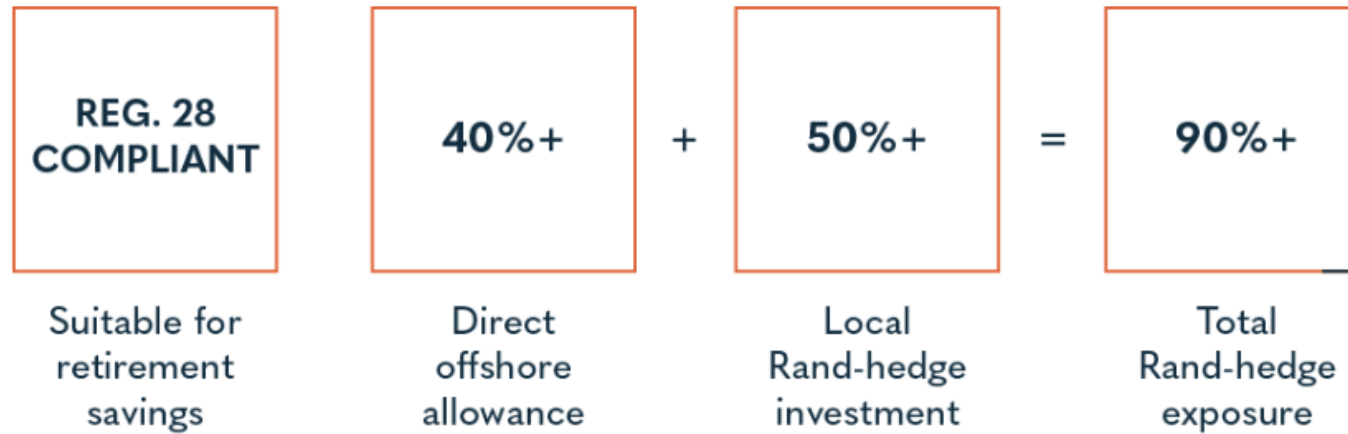 REG. 28
COMPLIANT
Suitable for
retirement
savings
40%+
Direct
offshore
allowance
+
50%+
Local
Rand-hedge
investment
=
90%+
Total
Rand-hedge
exposure